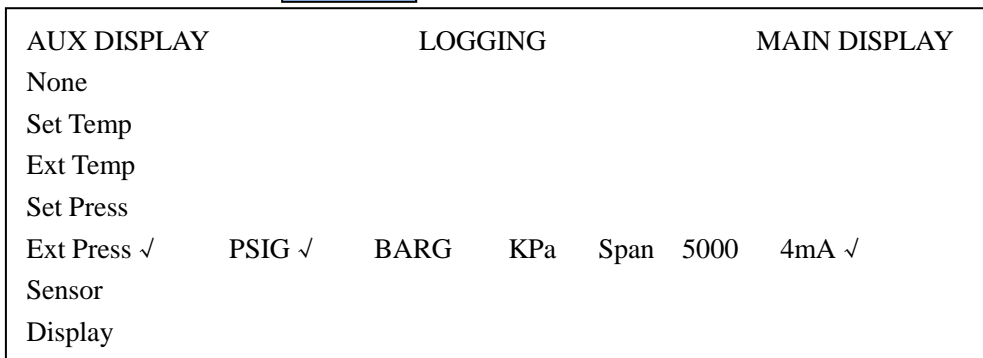 AUX DISPLAY LOGGING MAIN DISPLAY
None
Set Temp
Ext Temp
Set Press
Ext Press √ PSIG √ BARG KPa Span 5000 4mA √
Sensor
Display